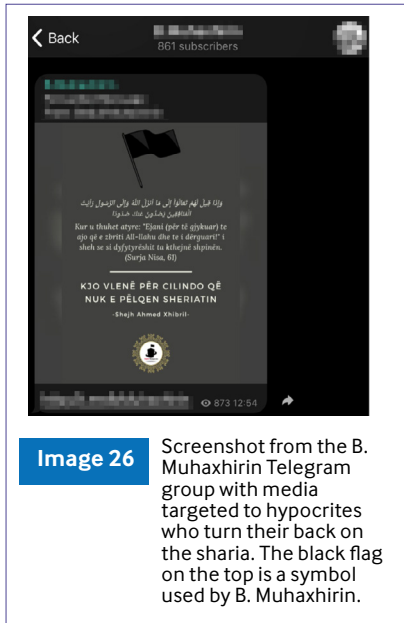 Back
861 subscribers
وَإِذَا قِيلَ لَهُمْ تَعَالَوْا إِلَى مَا أَنْزَلَ اللَّهُ وَإِلَى الرَّسُولِ رَأَيْتَ
الْمُنَافِقِينَ يَصُدُّونَ عَنْكَ صُدُودًا
Kur u thuhet atyre: "Ejani (për të gjykuar) te
ajo që e zbriti All-llahu dhe te i dërguari!" i
sheh se si dyfytyrëshit ta kthejnë shpinën.
(Surja Nisa, 61)
KJO VLENË PËR CILINDO QË
NUK E PËLQEN SHERIATIN
-Shejh Ahmed Xhibril-
873 12:54
Image 26
Screenshot from the B.
Muhaxhirin Telegram
group with media
targeted to hypocrites
who turn their back on
the sharia. The black flag
on the top is a symbol
used by B. Muhaxhirin.